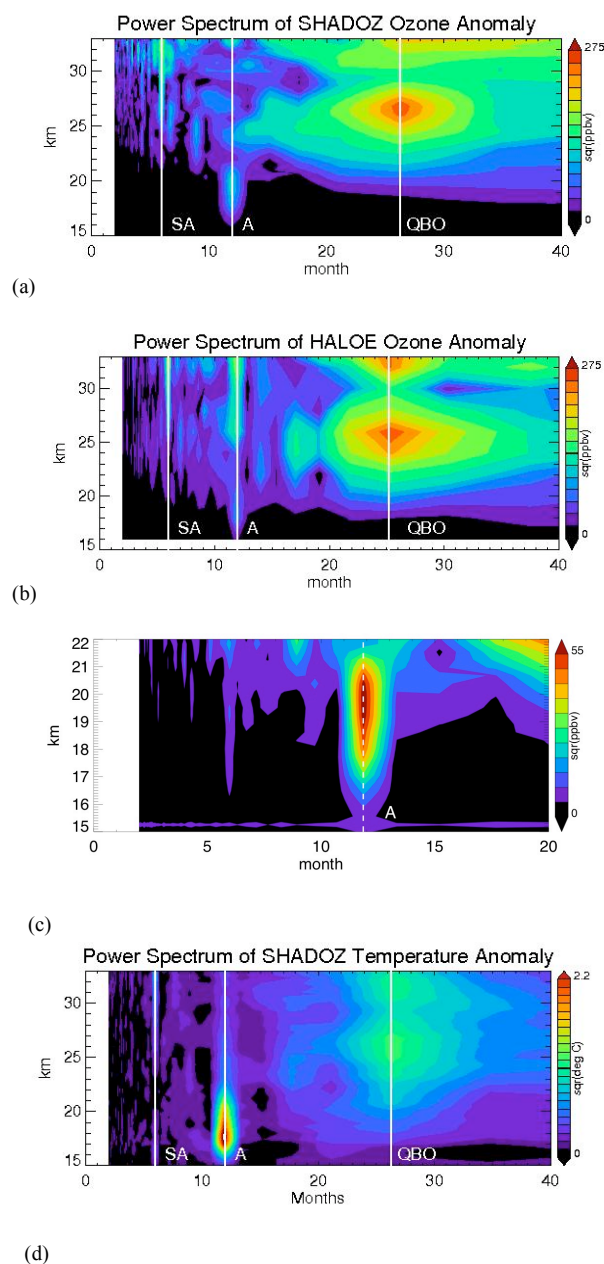 Power Spectrum of SHADOZ Ozone Anomaly
275
30
25
20
15
km
sqr(ppbv)
0
SA A QBO
0 10 20 30 40
month
(a)
Power Spectrum of HALOE Ozone Anomaly
275
30
25
20
15
km
sqr(ppbv)
0
SA A QBO
0 10 20 30 40
month
(b)
22
21
20
19
18
17
16
15
km
55
sqr(ppbv)
0
A
0 5 10 15 20
month
(c)
Power Spectrum of SHADOZ Temperature Anomaly
2.2
30
25
20
15
km
sqr(deg C)
0
SA A QBO
0 10 20 30 40
Months
(d)